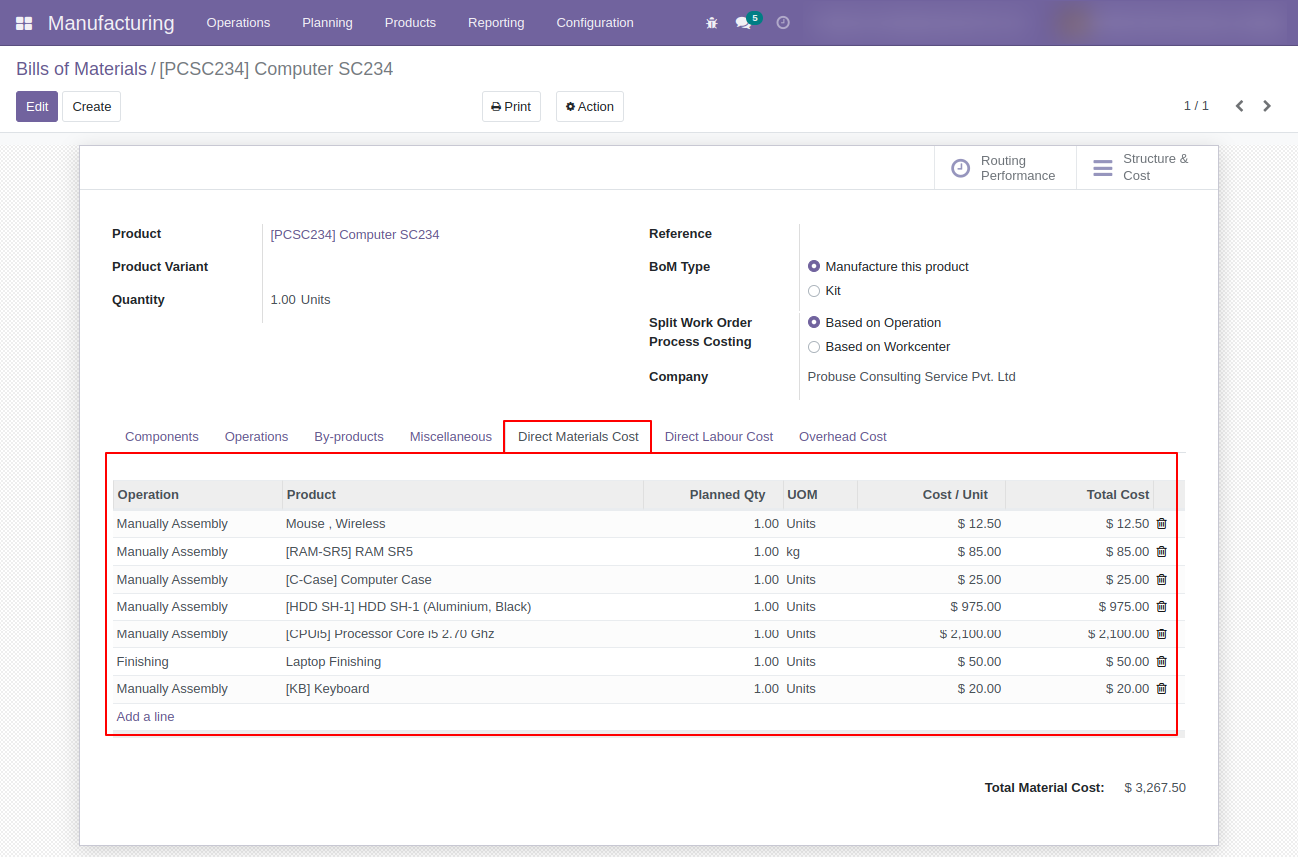 Manufacturing Operations Planning Products Reporting Configuration 5
Bills of Materials / [PCSC234] Computer SC234
Edit Create Print Action 1 / 1
Routing Performance
Structure & Cost
Product [PCSC234] Computer SC234
Product Variant
Quantity 1.00 Units
Reference
BoM Type Manufacture this product
Kit
Split Work Order Process Costing Based on Operation
Based on Workcenter
Company Probuse Consulting Service Pvt. Ltd
Components Operations By-products Miscellaneous Direct Materials Cost Direct Labour Cost Overhead Cost
Operation Product Planned Qty UOM Cost / Unit Total Cost
Manually Assembly Mouse , Wireless 1.00 Units $ 12.50 $ 12.50
Manually Assembly [RAM-SR5] RAM SR5 1.00 kg $ 85.00 $ 85.00
Manually Assembly [C-Case] Computer Case 1.00 Units $ 25.00 $ 25.00
Manually Assembly [HDD SH-1] HDD SH-1 (Aluminium, Black) 1.00 Units $ 975.00 $ 975.00
Manually Assembly [CPUi5] Processor Core i5 2.70 Ghz 1.00 Units $ 2,100.00 $ 2,100.00
Finishing Laptop Finishing 1.00 Units $ 50.00 $ 50.00
Manually Assembly [KB] Keyboard 1.00 Units $ 20.00 $ 20.00
Add a line
Total Material Cost: $ 3,267.50